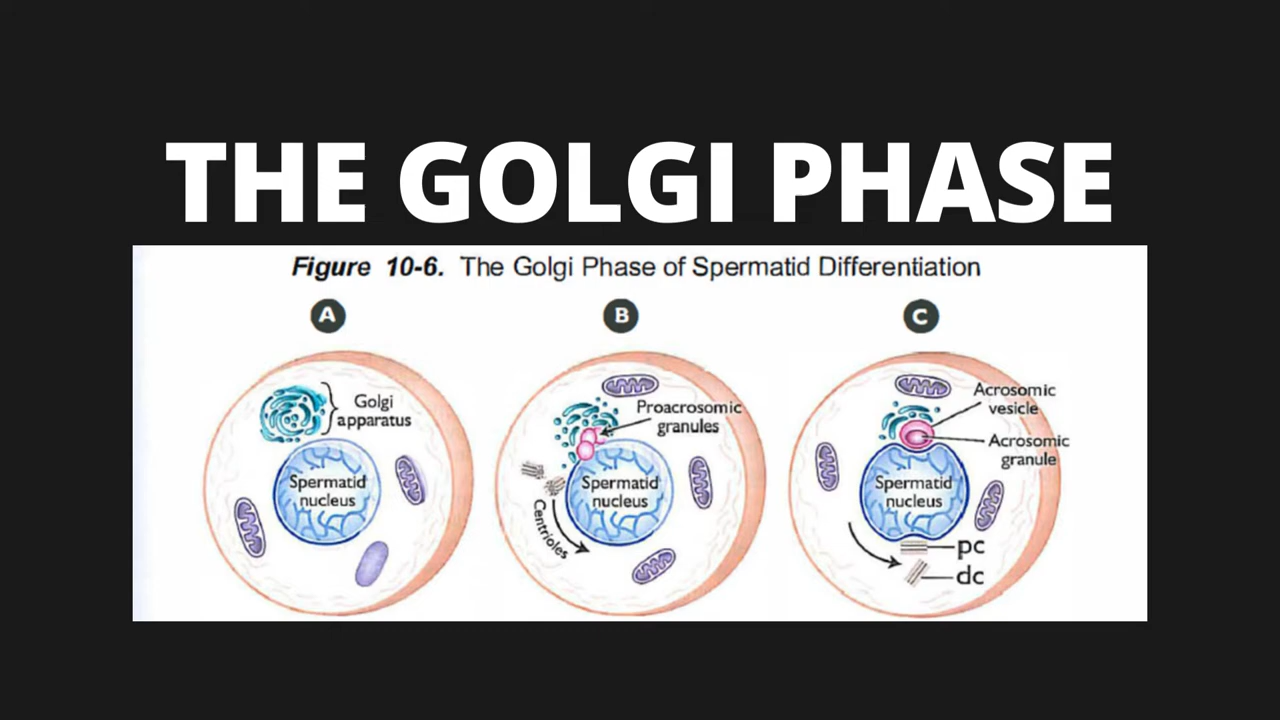 THE GOLGI PHASE
Figure 10-6. The Golgi Phase of Spermatid Differentiation
A
B
C
Golgi
apparatus
Spermatid
nucleus
Proacrosomic
granules
Spermatid
nucleus
Centrioles
Acrosomic
vesicle
Acrosomic
granule
Spermatid
nucleus
pc
dc